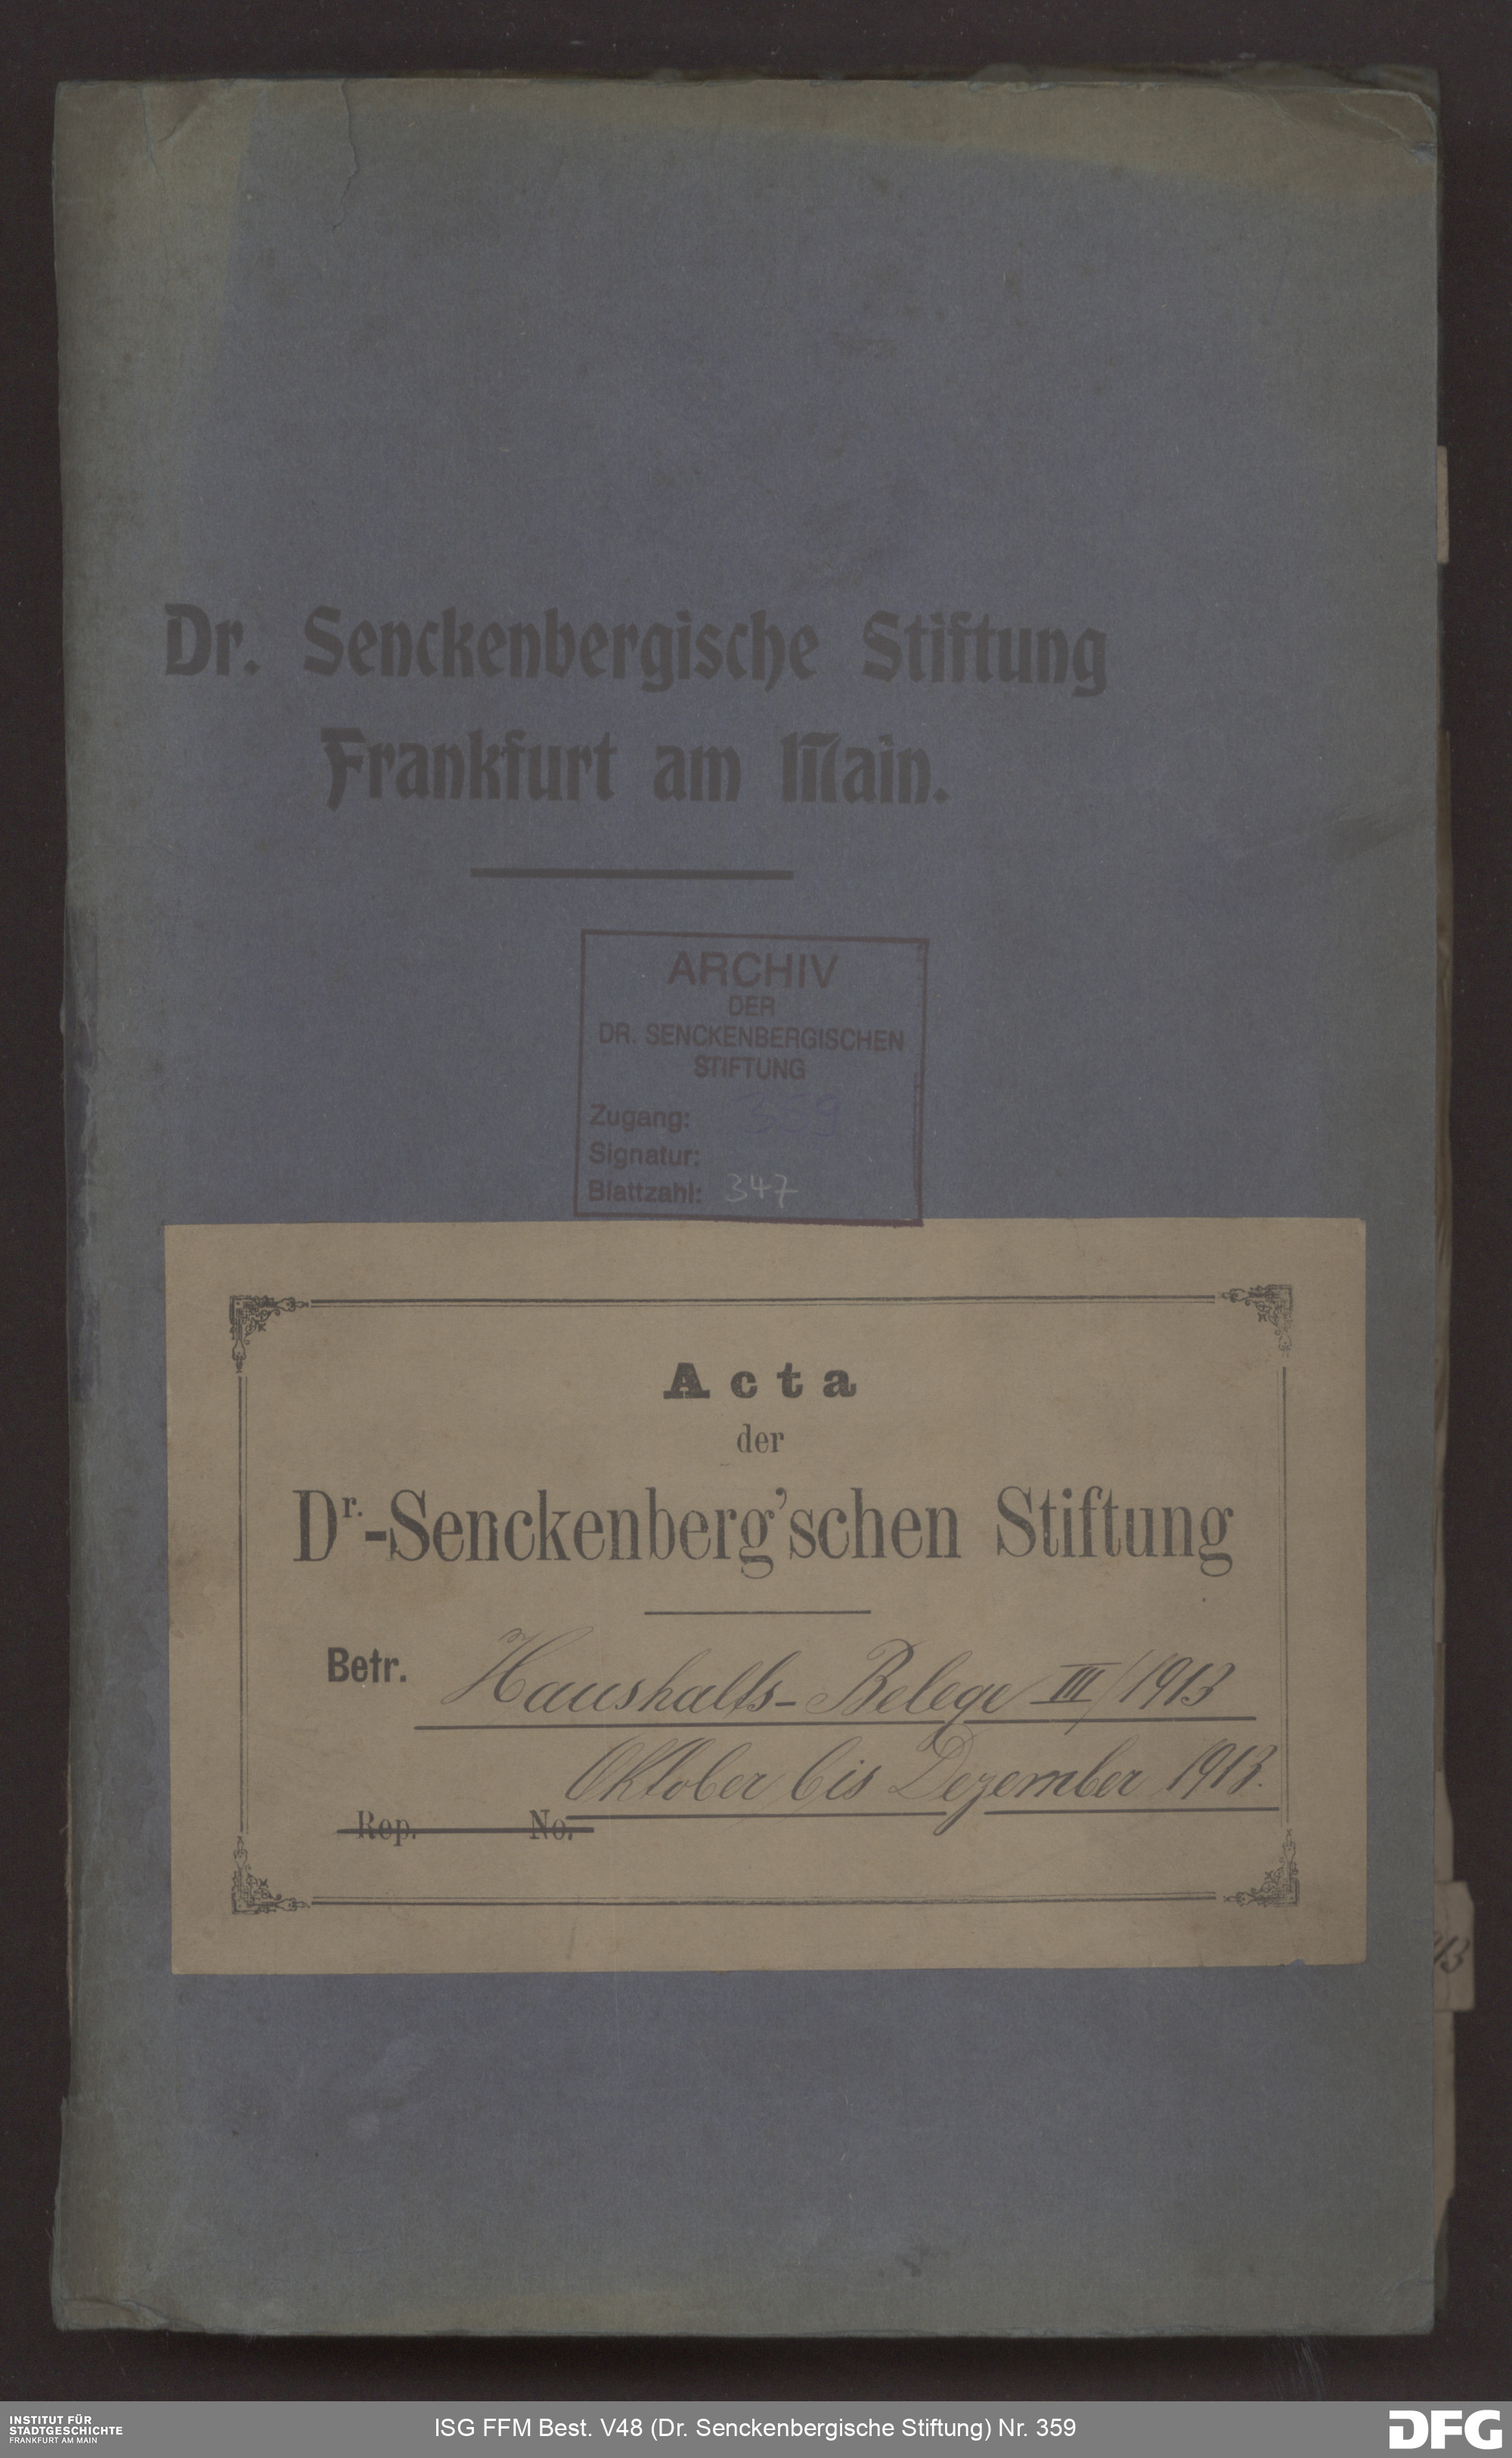 Dr. Senckenbergische Stiftung
Frankfurt am Main.
ARCHIV
DER
DR. SENCKENBERGISCHEN
STIFTUNG
Zugang: 359
Signatur:
Blattzahl: 347
Acta
der
Dr.-Senckenberg'schen Stiftung
Betr. Haushalts-Belege III/1913
Oktober bis Dezember 1913.
Rep. No.
13
INSTITUT FÜR
STADTGESCHICHTE
FRANKFURT AM MAIN
ISG FFM Best. V48 (Dr. Senckenbergische Stiftung) Nr. 359
DFG